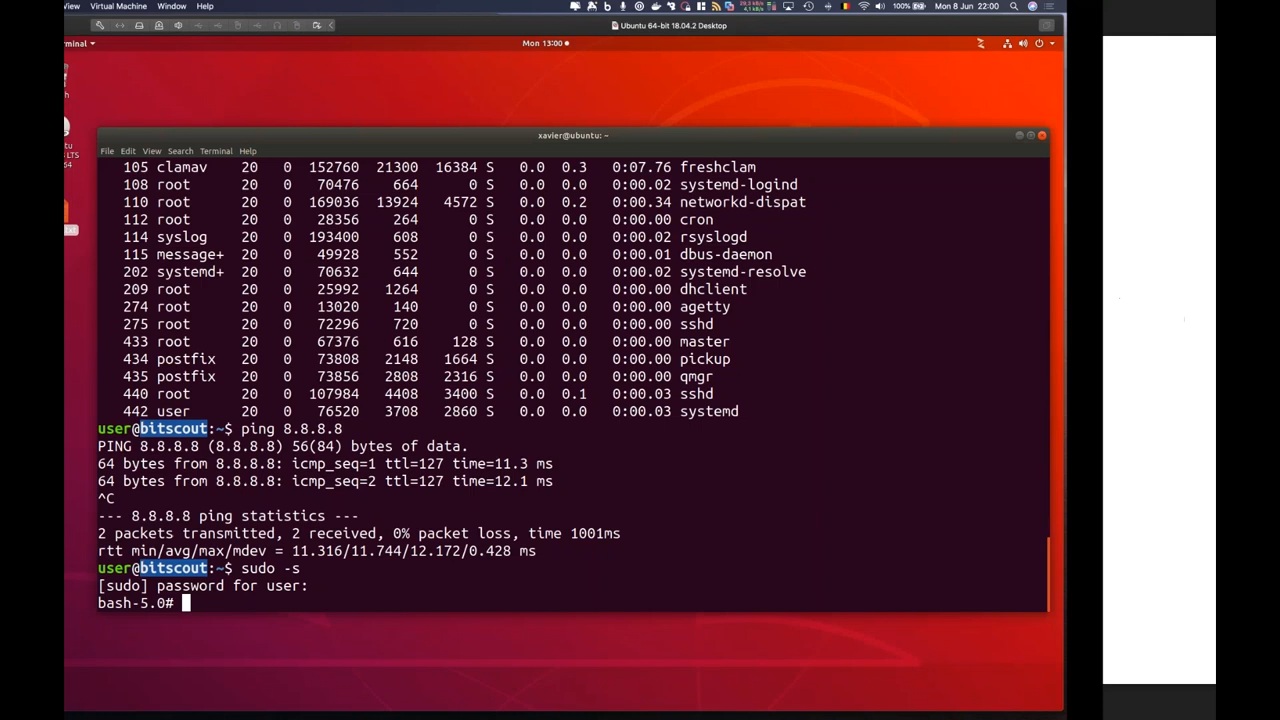 View Virtual Machine Window Help 100% Mon 8 Jun 22:00
Ubuntu 64-bit 18.04.2 Desktop
rminal Mon 13:00
xavier@ubuntu: ~
File Edit View Search Terminal Help
105 clamav 20 0 152760 21300 16384 S 0.0 0.3 0:07.76 freshclam
108 root 20 0 70476 664 0 S 0.0 0.0 0:00.02 systemd-logind
110 root 20 0 169036 13924 4572 S 0.0 0.2 0:00.34 networkd-dispat
112 root 20 0 28356 264 0 S 0.0 0.0 0:00.00 cron
114 syslog 20 0 193400 608 0 S 0.0 0.0 0:00.02 rsyslogd
115 message+ 20 0 49928 552 0 S 0.0 0.0 0:00.01 dbus-daemon
202 systemd+ 20 0 70632 644 0 S 0.0 0.0 0:00.02 systemd-resolve
209 root 20 0 25992 1264 0 S 0.0 0.0 0:00.00 dhclient
274 root 20 0 13020 140 0 S 0.0 0.0 0:00.00 agetty
275 root 20 0 72296 720 0 S 0.0 0.0 0:00.00 sshd
433 root 20 0 67376 616 128 S 0.0 0.0 0:00.00 master
434 postfix 20 0 73808 2148 1664 S 0.0 0.0 0:00.00 pickup
435 postfix 20 0 73856 2808 2316 S 0.0 0.0 0:00.00 qmgr
440 root 20 0 107984 4408 3400 S 0.0 0.1 0:00.03 sshd
442 user 20 0 76520 3708 2860 S 0.0 0.0 0:00.03 systemd
user@bitscout:~$ ping 8.8.8.8
PING 8.8.8.8 (8.8.8.8) 56(84) bytes of data.
64 bytes from 8.8.8.8: icmp_seq=1 ttl=127 time=11.3 ms
64 bytes from 8.8.8.8: icmp_seq=2 ttl=127 time=12.1 ms
^C
--- 8.8.8.8 ping statistics ---
2 packets transmitted, 2 received, 0% packet loss, time 1001ms
rtt min/avg/max/mdev = 11.316/11.744/12.172/0.428 ms
user@bitscout:~$ sudo -s
[sudo] password for user:
bash-5.0#